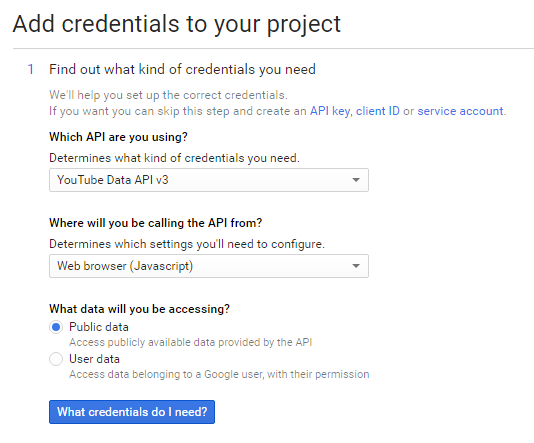 Add credentials to your project
1 Find out what kind of credentials you need
We'll help you set up the correct credentials.
If you want you can skip this step and create an API key, client ID or service account.
Which API are you using?
Determines what kind of credentials you need.
YouTube Data API v3
Where will you be calling the API from?
Determines which settings you'll need to configure.
Web browser (Javascript)
What data will you be accessing?
Public data
Access publicly available data provided by the API
User data
Access data belonging to a Google user, with their permission
What credentials do I need?